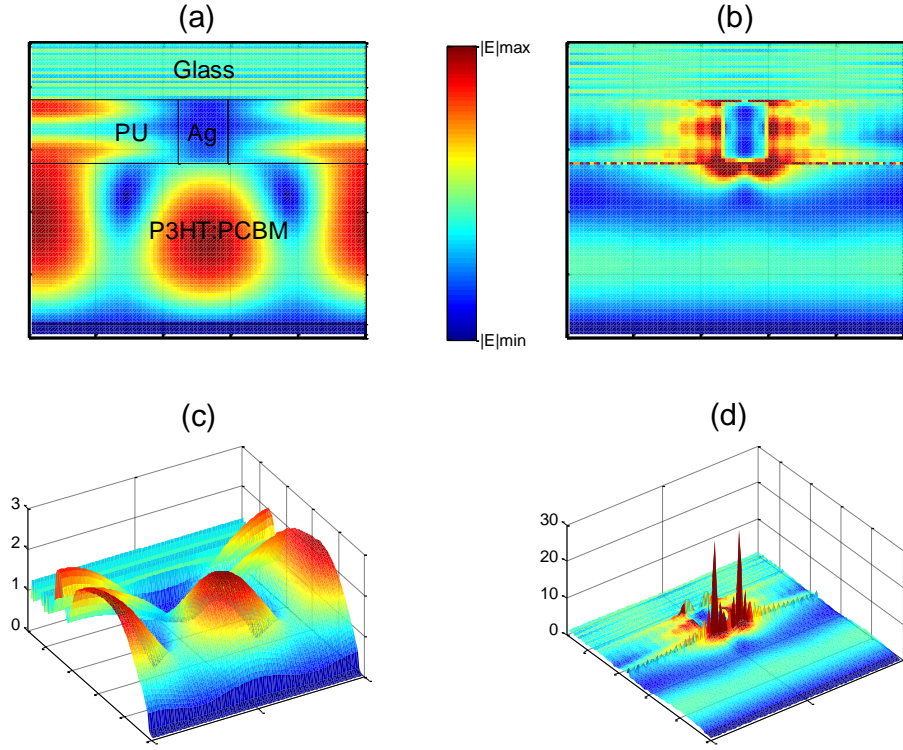 (a)
(b)
Glass
PU
Ag
P3HT:PCBM
|E|max
|E|min
(c)
(d)
3
2
1
0
30
20
10
0